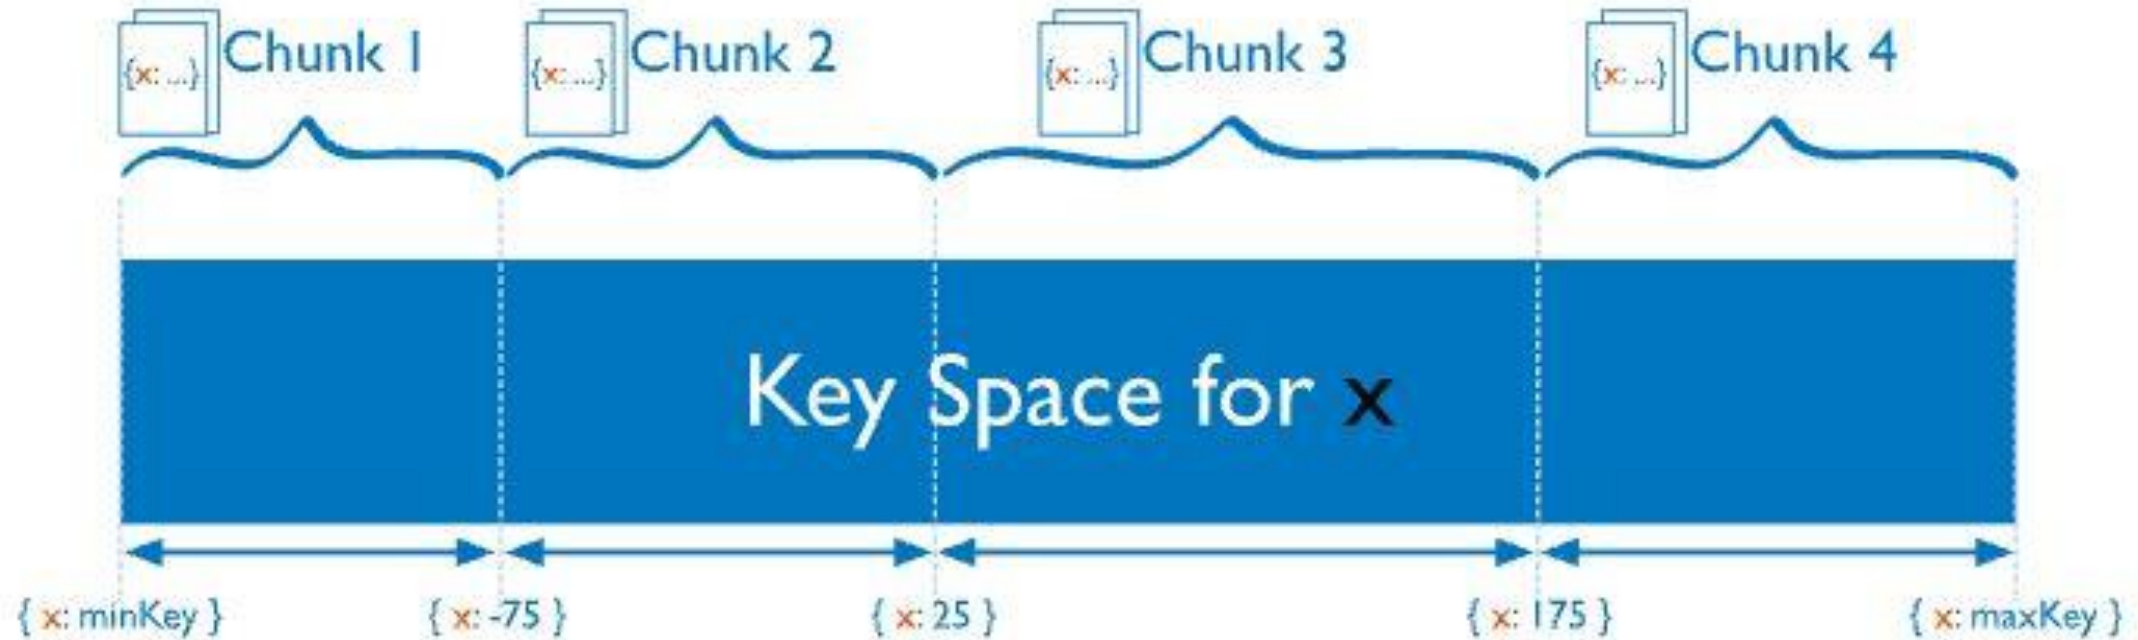 Chunk 1 Chunk 2 Chunk 3 Chunk 4
{x: ...} {x: ...} {x: ...} {x: ...}
Key Space for x
{ x: minKey } { x: -75 } { x: 25 } { x: 175 } { x: maxKey }